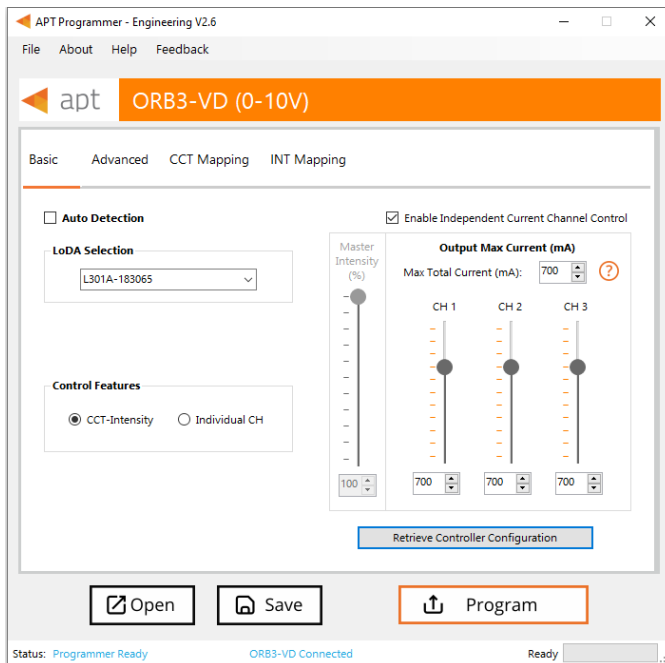 APT Programmer - Engineering V2.6
File About Help Feedback
apt ORB3-VD (0-10V)
Basic Advanced CCT Mapping INT Mapping
Auto Detection
Enable Independent Current Channel Control
LoDA Selection
L301A-183065
Master
Intensity
(%)
Output Max Current (mA)
Max Total Current (mA): 700 ?
CH 1 CH 2 CH 3
Control Features
CCT-Intensity Individual CH
100 700 700 700
Retrieve Controller Configuration
Open Save Program
Status: Programmer Ready ORB3-VD Connected Ready